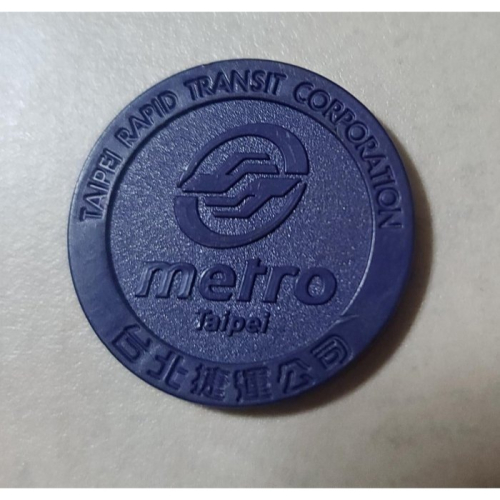 TAIPEI RAPID TRANSIT CORPORATION
metro
Taipei
台北捷運公司